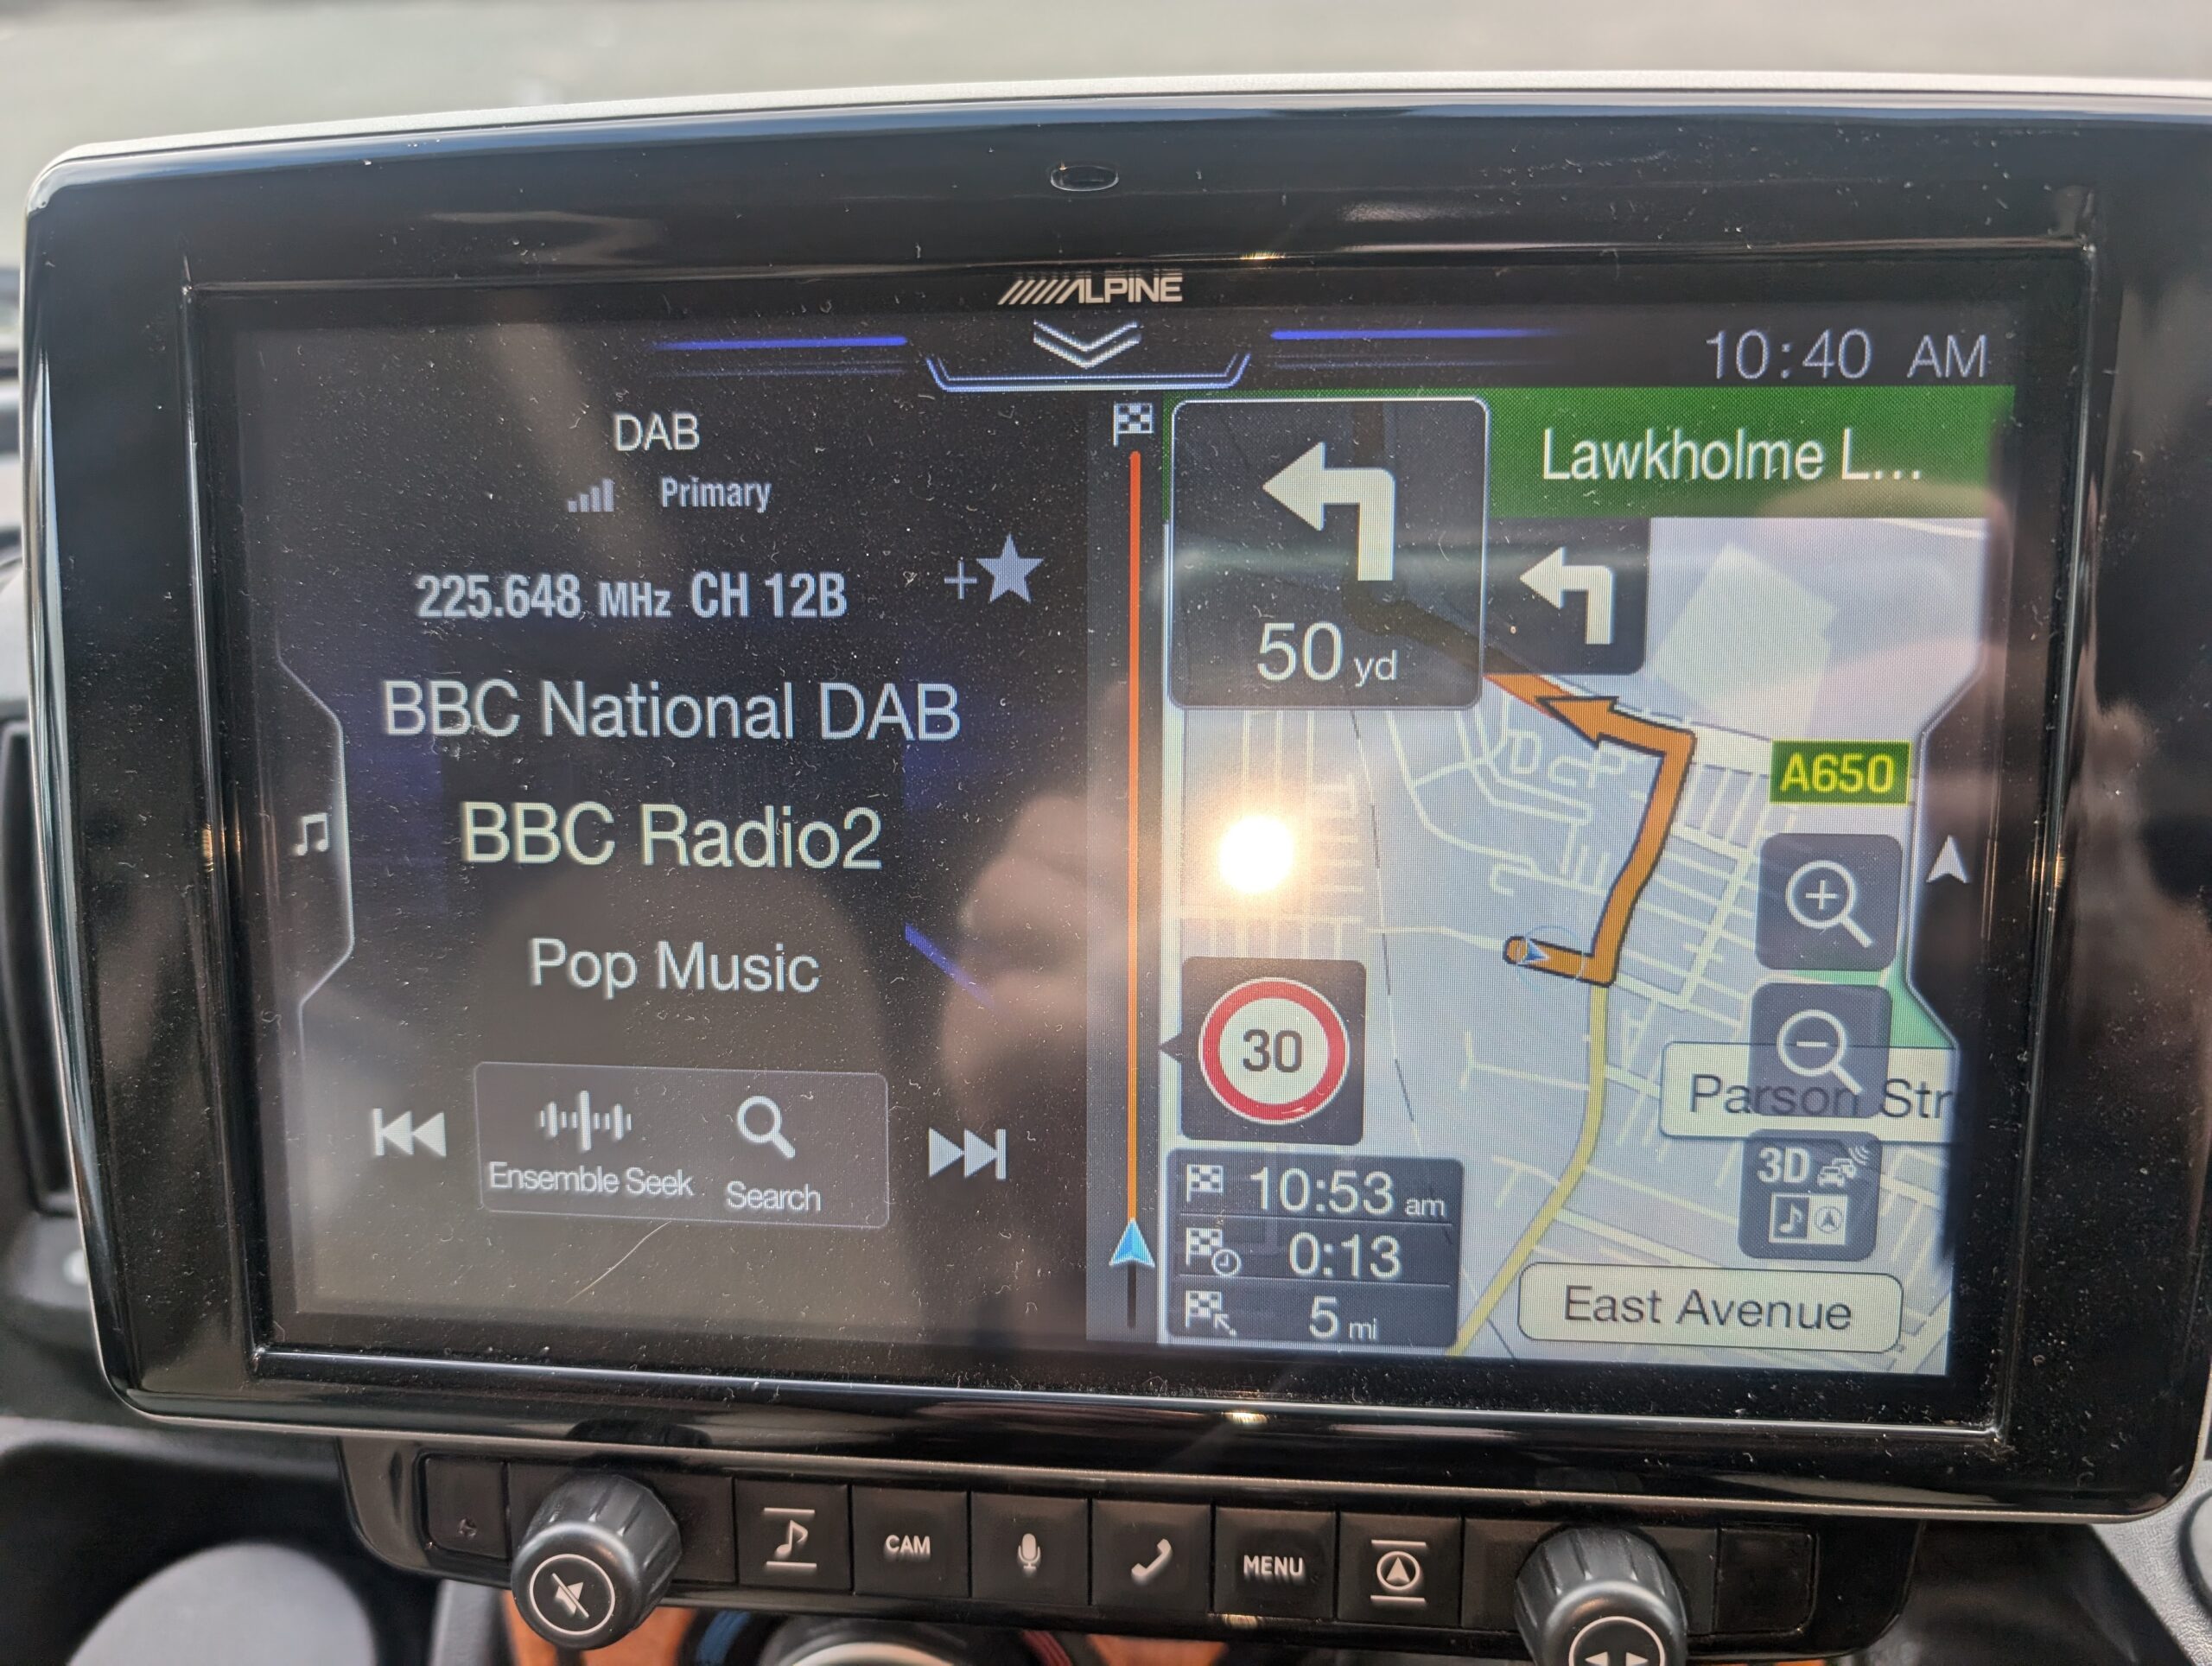 ALPINE
10:40 AM
DAB
Primary
225.648 MHz CH 12B
BBC National DAB
BBC Radio2
Pop Music
Ensemble Seek
Search
Lawkholme L...
50 yd
A650
30
Parson Str
3D
10:53 am
0:13
5 mi
East Avenue
CAM
MENU